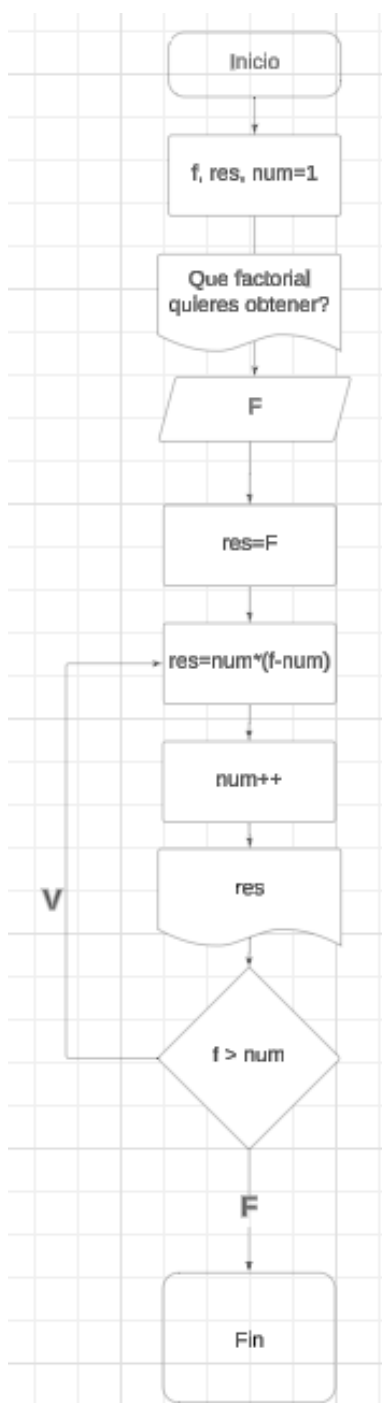 Inicio
f, res, num=1
Que factorial
quieres obtener?
F
res=F
res=num*(f-num)
num++
res
V
f > num
F
Fin